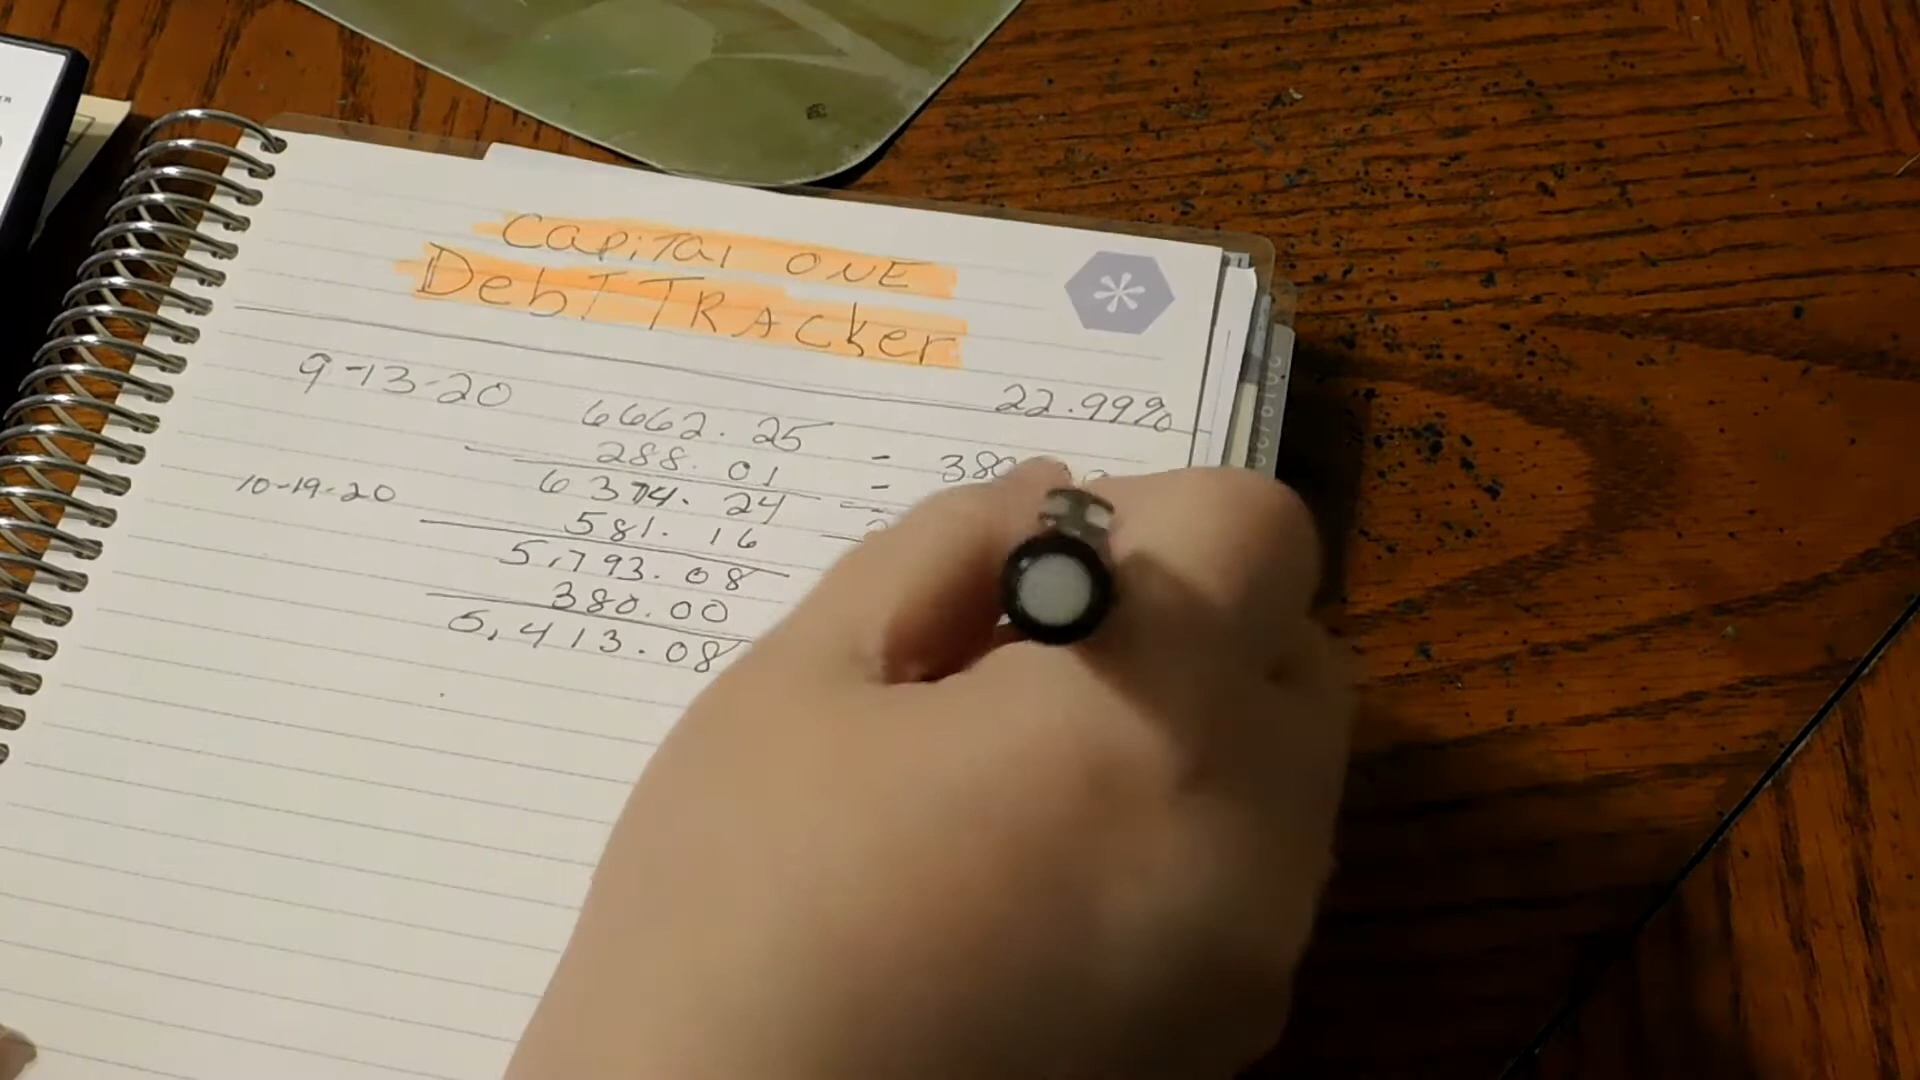 Capital ONE
Debt TRAcker
22.99%
9-13-20 6662.25
288.01 - 380
6374.24 -
10-19-20 581.16
5,793.08
380.00
5,413.08